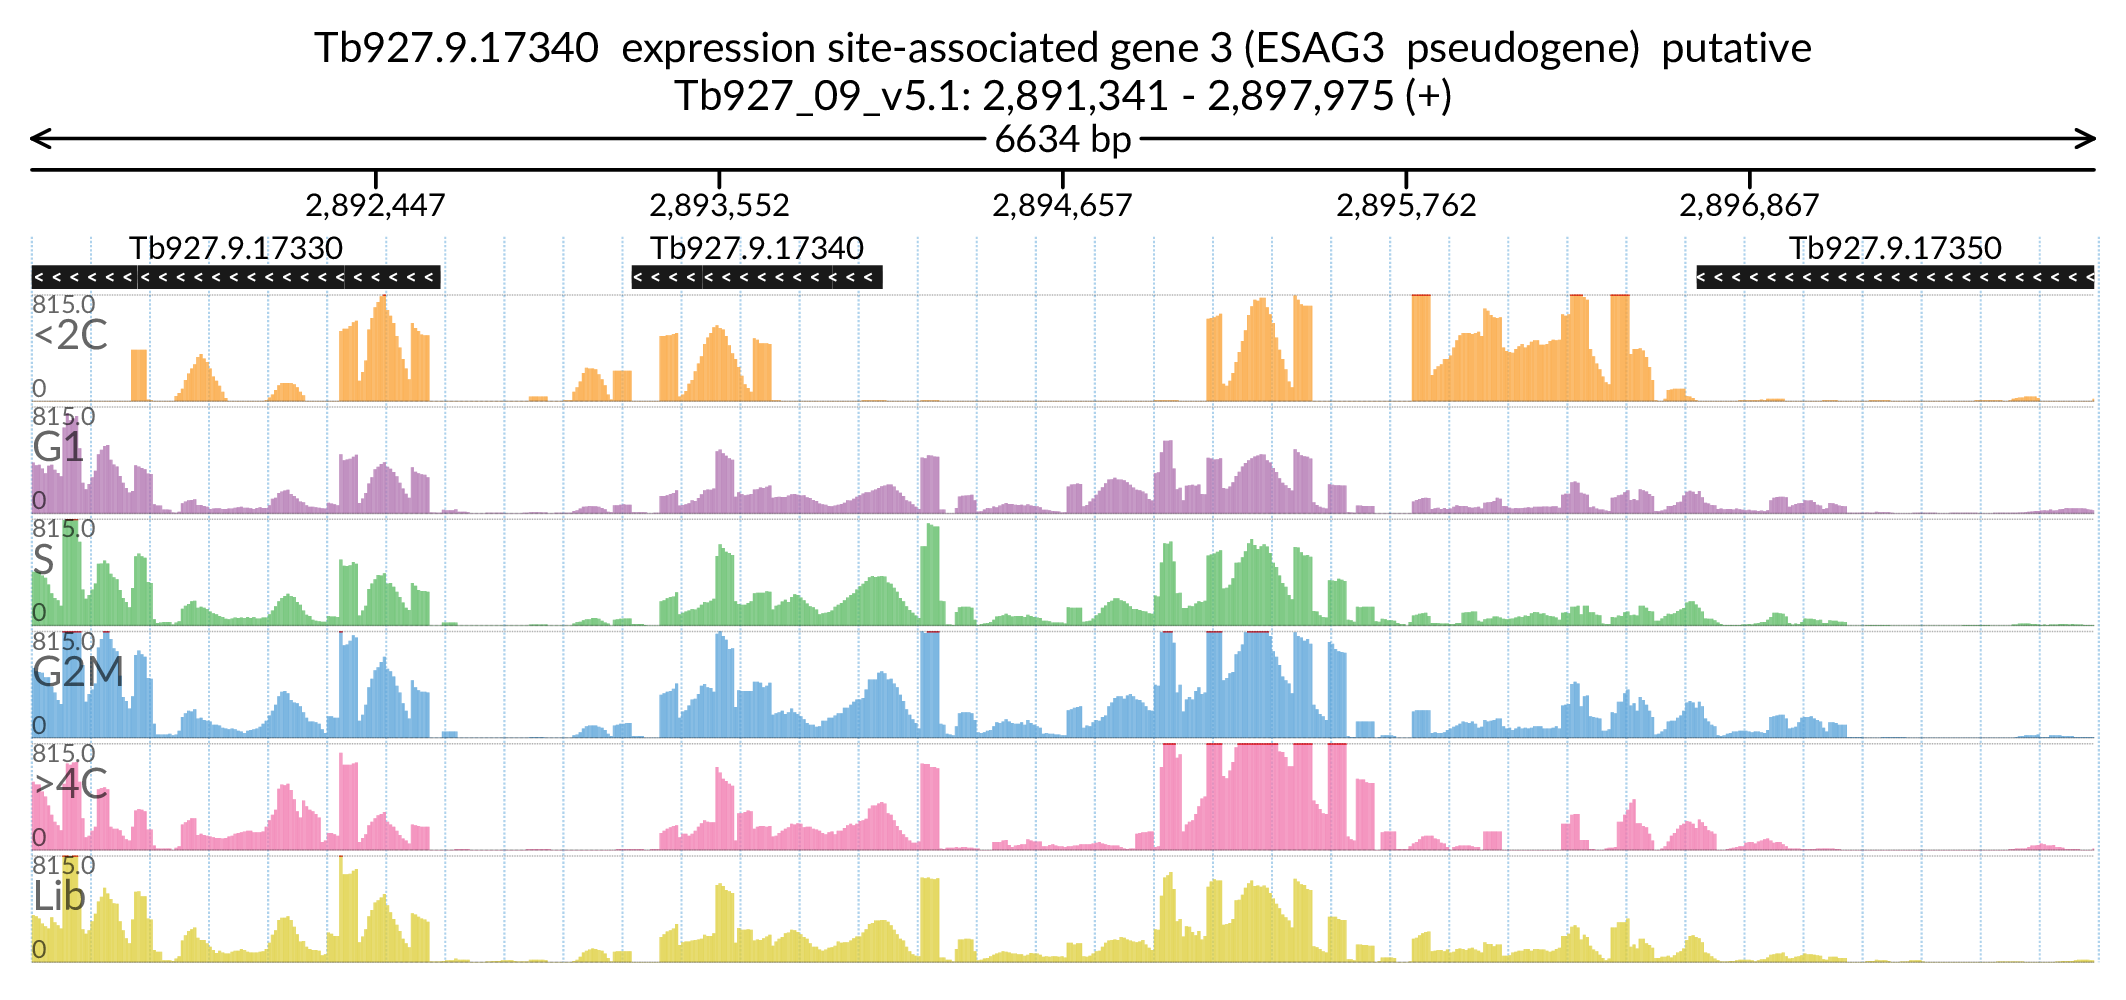 Tb927.9.17340 expression site-associated gene 3 (ESAG3 pseudogene) putative
Tb927_09_v5.1: 2,891,341 - 2,897,975 (+)
6634 bp
2,892,447 2,893,552 2,894,657 2,895,762 2,896,867
Tb927.9.17330 Tb927.9.17340 Tb927.9.17350
815.0
<2C
0
815.0
G1
0
815.0
S
0
815.0
G2M
0
815.0
>4C
0
815.0
Lib
0